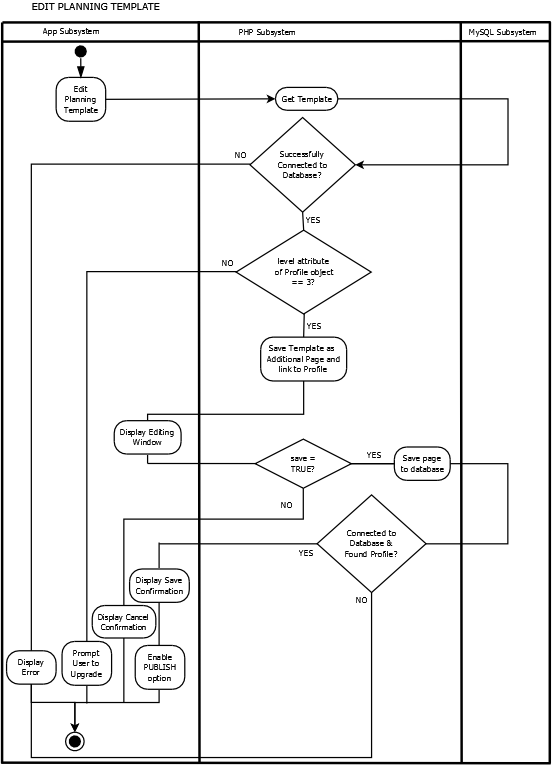 EDIT PLANNING TEMPLATE
App Subsystem
PHP Subsystem
MySQL Subsystem
Edit
Planning
Template
Get Template
Successfully
Connected to
Database?
NO
YES
level attribute
of Profile object
== 3?
NO
YES
Save Template as
Additional Page and
link to Profile
Display Editing
Window
save =
TRUE?
YES
Save page
to database
NO
Connected to
Database &
Found Profile?
YES
NO
Display Save
Confirmation
Display Cancel
Confirmation
Display
Error
Prompt
User to
Upgrade
Enable
PUBLISH
option